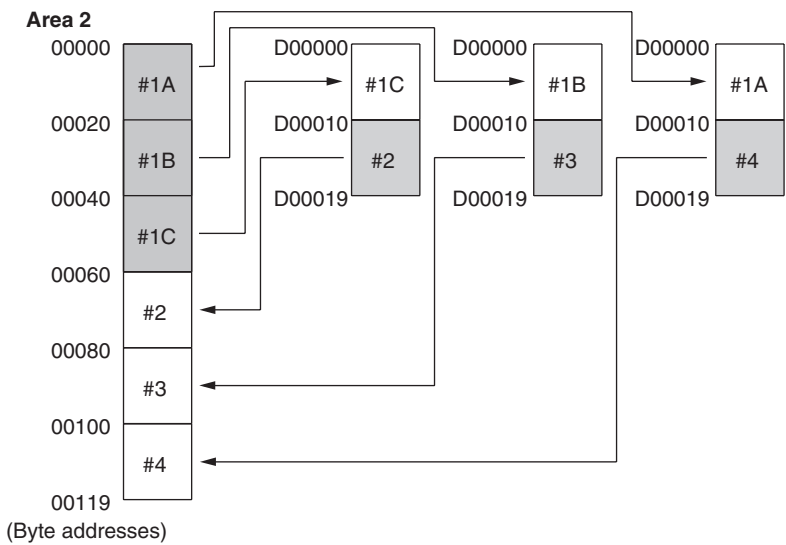 Area 2
00000 D00000 D00000 D00000
#1A #1C #1B #1A
00020 D00010 D00010 D00010
#1B #2 #3 #4
00040 D00019 D00019 D00019
#1C
00060
#2
00080
#3
00100
#4
00119
(Byte addresses)